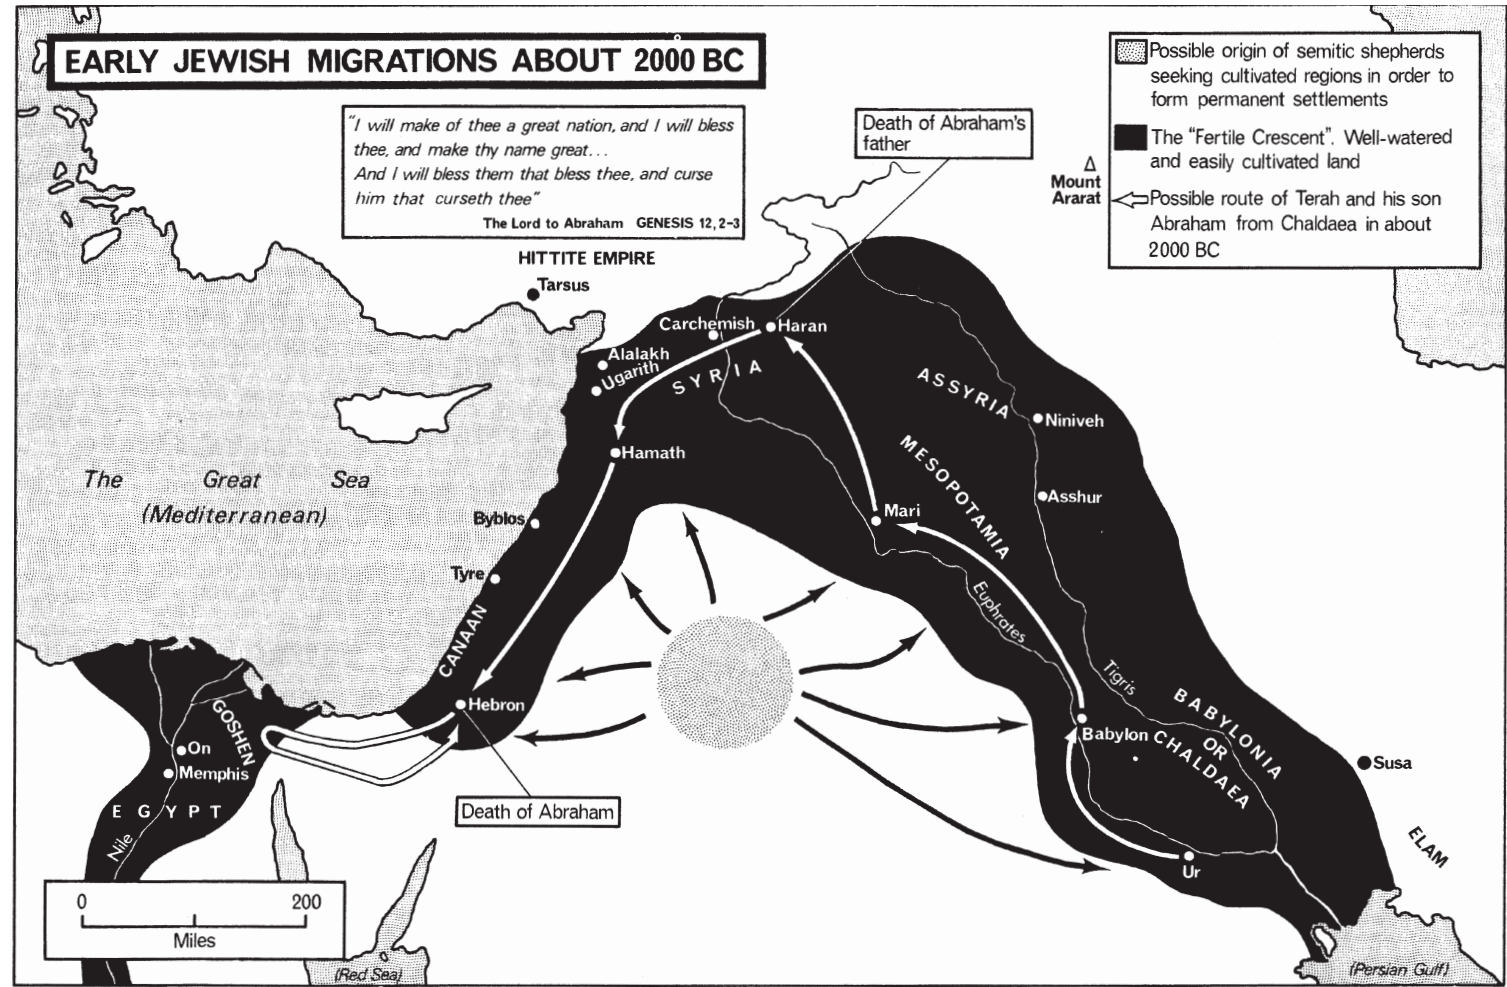 EARLY JEWISH MIGRATIONS ABOUT 2000 BC
"I will make of thee a great nation, and I will bless
thee, and make thy name great...
And I will bless them that bless thee, and curse
him that curseth thee"
The Lord to Abraham GENESIS 12, 2-3
Death of Abraham's
father
Possible origin of semitic shepherds
seeking cultivated regions in order to
form permanent settlements
The "Fertile Crescent". Well-watered
and easily cultivated land
Possible route of Terah and his son
Abraham from Chaldaea in about
2000 BC
Mount
Ararat
HITTITE EMPIRE
Tarsus
Carchemish
Haran
Alalakh
Ugarith
SYRIA
ASSYRIA
Niniveh
Hamath
MESOPOTAMIA
Asshur
Mari
The Great Sea
(Mediterranean)
Byblos
Tyre
CANAAN
Euphrates
Tigris
Hebron
GOSHEN
On
Memphis
EGYPT
Nile
Babylon
BABYLONIA
OR
CHALDAEA
Susa
ELAM
Death of Abraham
Ur
0 200
Miles
(Red Sea)
(Persian Gulf)